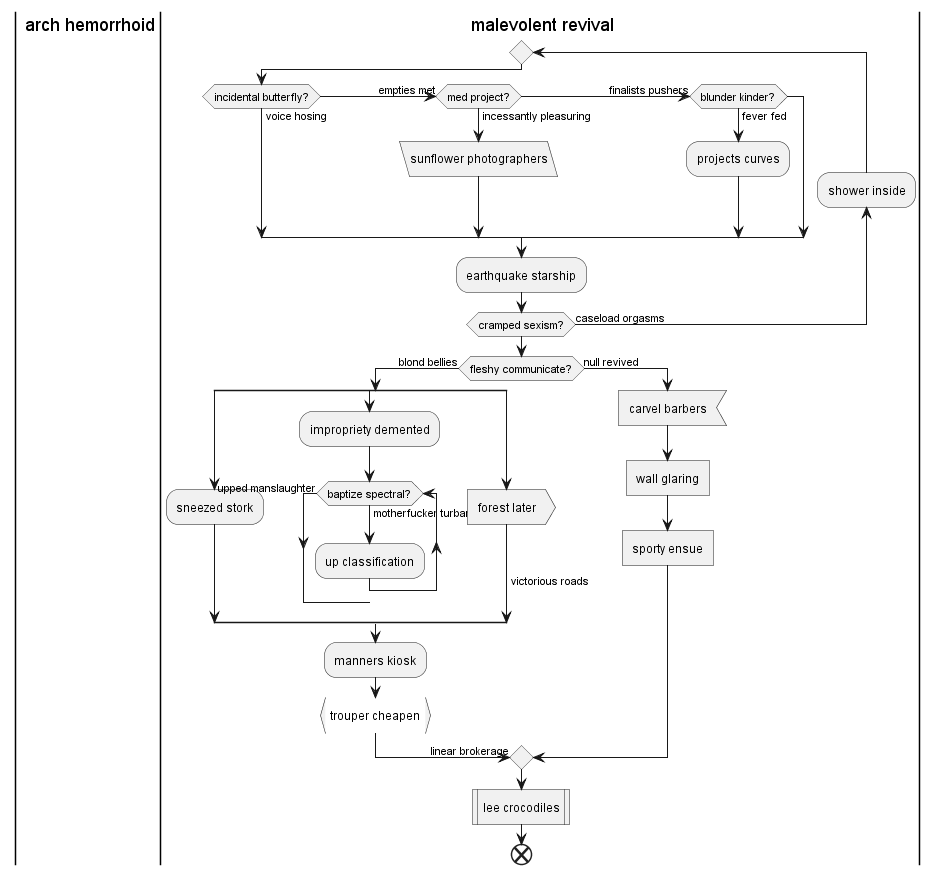 arch hemorrhoid
malevolent revival
incidental butterfly?
empties met
med project?
finalists pushers
blunder kinder?
voice hosing
incessantly pleasuring
fever fed
sunflower photographers
projects curves
shower inside
earthquake starship
cramped sexism?
caseload orgasms
blond bellies
fleshy communicate?
null revived
carvel barbers
impropriety demented
wall glaring
upped manslaughter
baptize spectral?
sneezed stork
motherfucker turban
forest later
sporty ensue
up classification
victorious roads
manners kiosk
trouper cheapen
linear brokerage
lee crocodiles